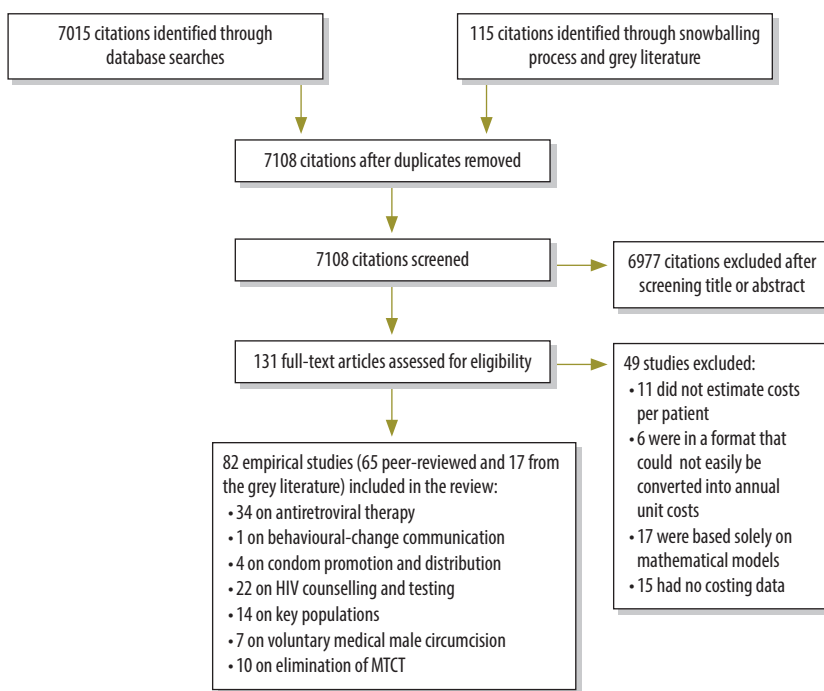 7015 citations identified through
database searches
115 citations identified through snowballing
process and grey literature
7108 citations after duplicates removed
7108 citations screened
6977 citations excluded after
screening title or abstract
131 full-text articles assessed for eligibility
49 studies excluded:
• 11 did not estimate costs
per patient
• 6 were in a format that
could not easily be
converted into annual
unit costs
• 17 were based solely on
mathematical models
• 15 had no costing data
82 empirical studies (65 peer-reviewed and 17 from
the grey literature) included in the review:
• 34 on antiretroviral therapy
• 1 on behavioural-change communication
• 4 on condom promotion and distribution
• 22 on HIV counselling and testing
• 14 on key populations
• 7 on voluntary medical male circumcision
• 10 on elimination of MTCT